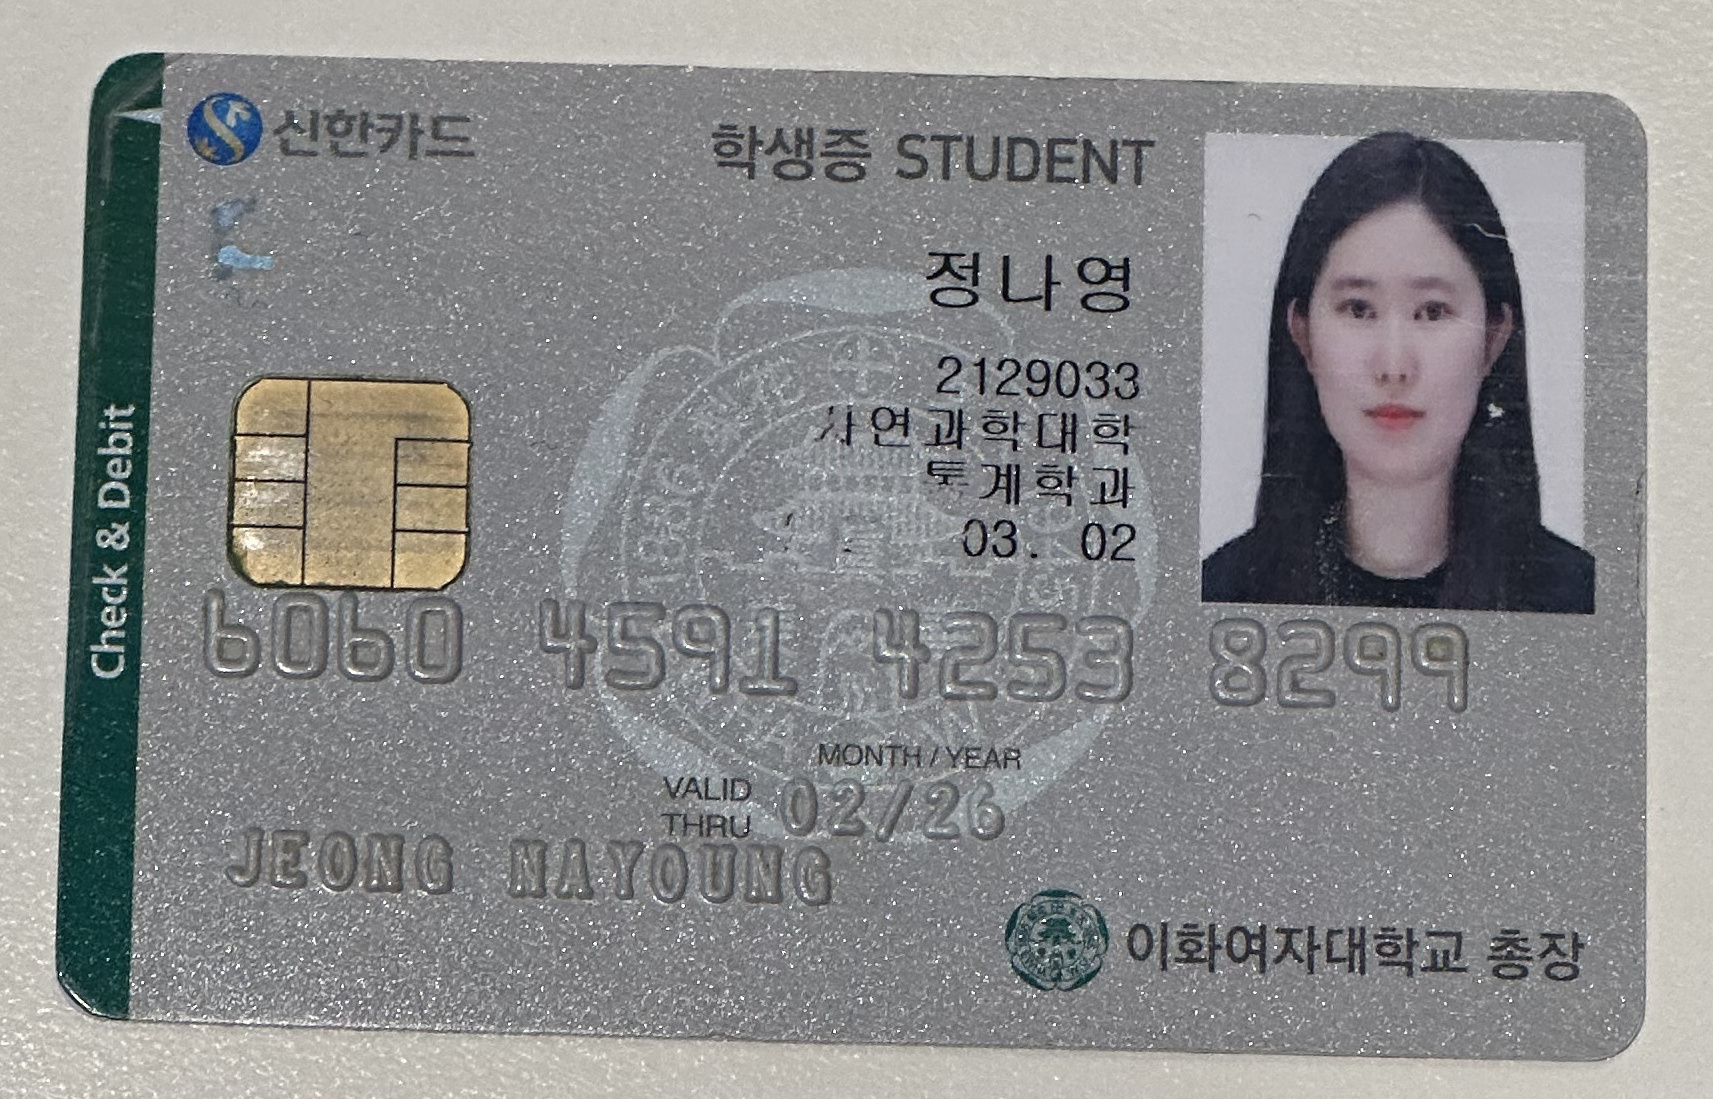 신한카드
학생증 STUDENT
정나영
2129033
자연과학대학
통계학과
03. 02
Check & Debit
6060 4591 4253 8299
MONTH / YEAR
VALID THRU 02/26
JEONG NAYOUNG
이화여자대학교 총장